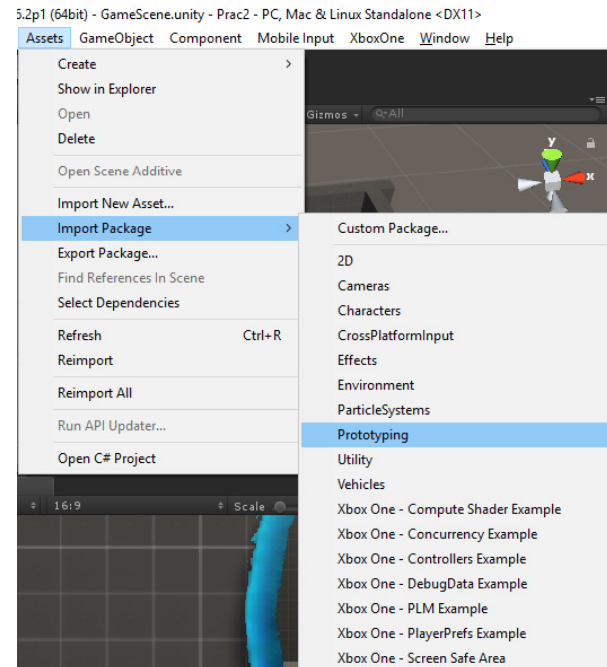 5.2p1 (64bit) - GameScene.unity - Prac2 - PC, Mac & Linux Standalone <DX11>
Assets GameObject Component Mobile Input XboxOne Window Help
Create
Show in Explorer
Open
Delete
Open Scene Additive
Import New Asset...
Import Package
Export Package...
Find References In Scene
Select Dependencies
Refresh Ctrl+R
Reimport
Reimport All
Run API Updater...
Open C# Project
Gizmos All
y
x
Custom Package...
2D
Cameras
Characters
CrossPlatformInput
Effects
Environment
ParticleSystems
Prototyping
Utility
Vehicles
Xbox One - Compute Shader Example
Xbox One - Concurrency Example
Xbox One - Controllers Example
Xbox One - DebugData Example
Xbox One - PLM Example
Xbox One - PlayerPrefs Example
Xbox One - Screen Safe Area
16:9 Scale